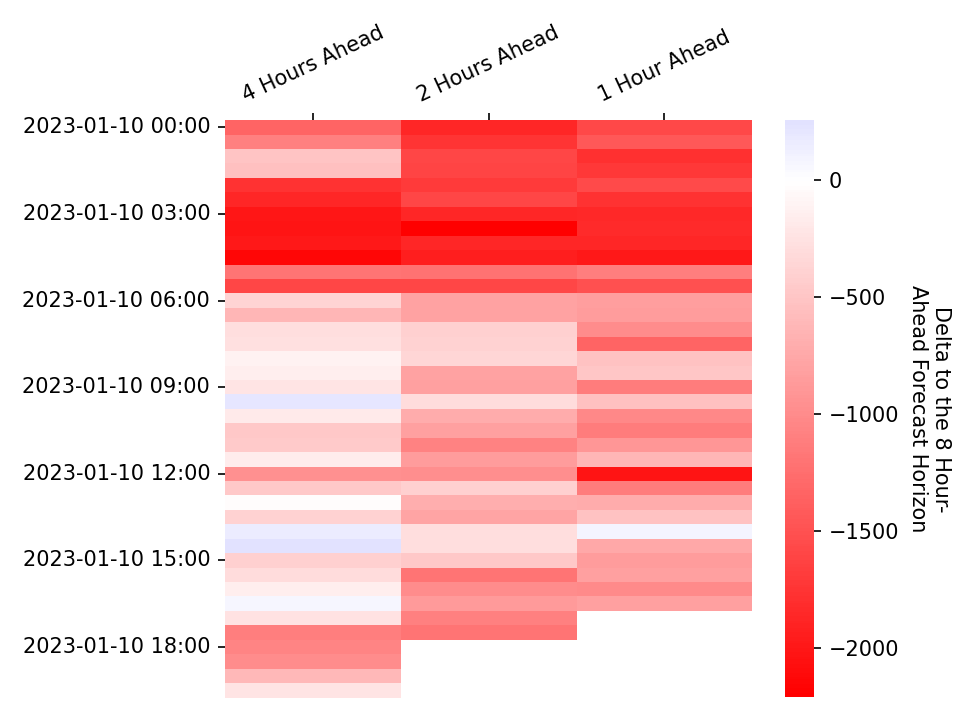 4 Hours Ahead
2 Hours Ahead
1 Hour Ahead
2023-01-10 00:00
2023-01-10 03:00
2023-01-10 06:00
2023-01-10 09:00
2023-01-10 12:00
2023-01-10 15:00
2023-01-10 18:00
0
−500
−1000
−1500
−2000
Delta to the 8 Hour-
Ahead Forecast Horizon